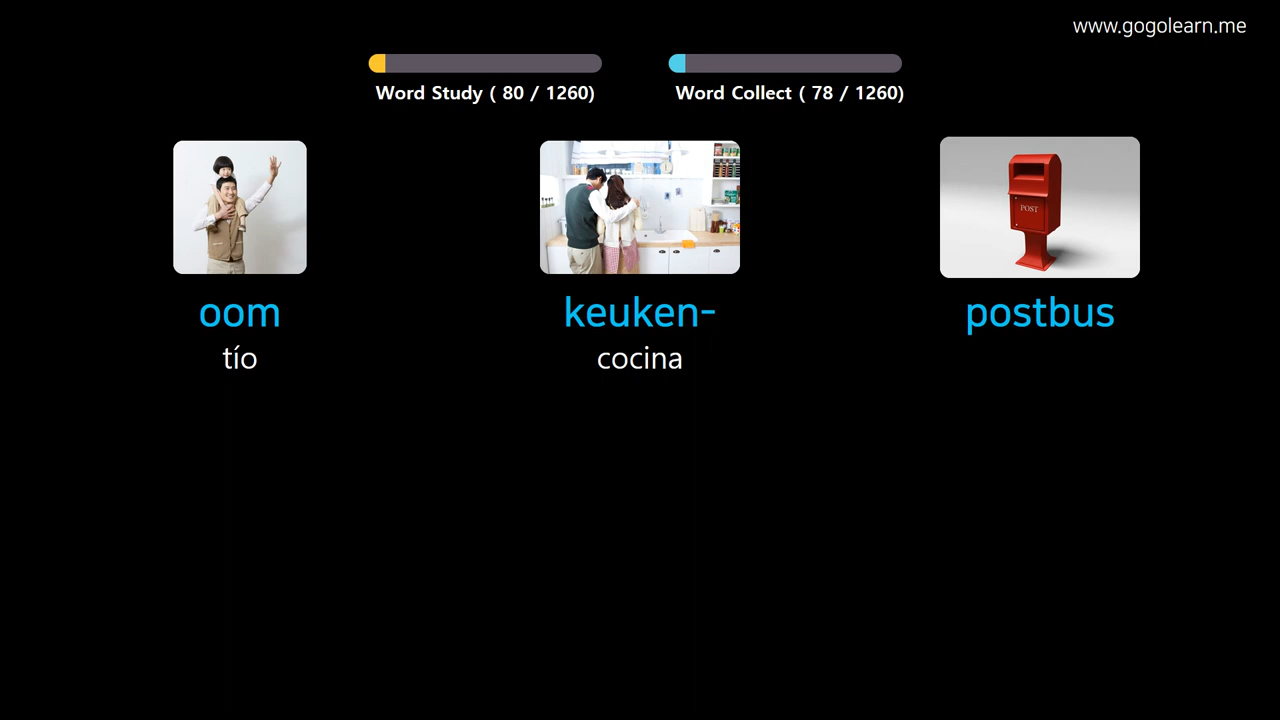 www.gogolearn.me
Word Study ( 80 / 1260)
Word Collect ( 78 / 1260)
POST
oom
keuken-
postbus
tío
cocina